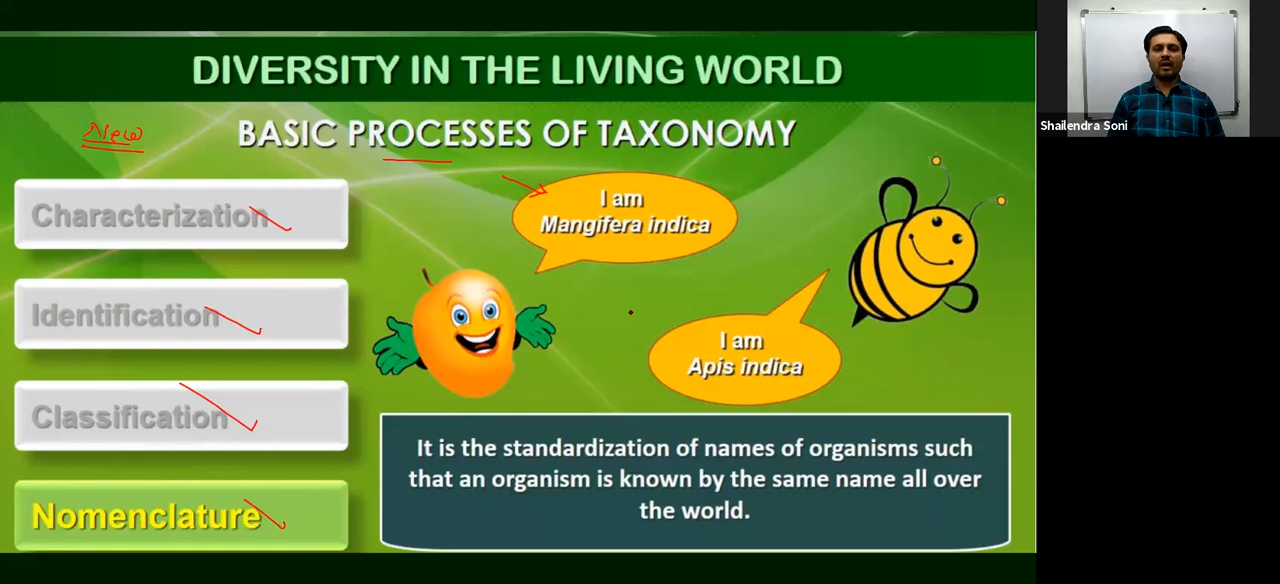 DIVERSITY IN THE LIVING WORLD
Shailendra Soni
New
BASIC PROCESSES OF TAXONOMY
Characterization
Identification
Classification
Nomenclature
I am
Mangifera indica
I am
Apis indica
It is the standardization of names of organisms such
that an organism is known by the same name all over
the world.